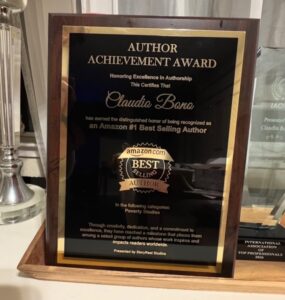 AUTHOR
ACHIEVEMENT AWARD
Honoring Excellence in Authorship
This Certifies That
Claudio Bono
has earned the distinguished honor of being recognized as
an Amazon #1 Best Selling Author
amazon.com
BEST
SELLING
AUTHOR
In the following categories:
Poverty Studies
Through creativity, dedication, and a commitment to
excellence, they have reached a milestone that places them
among a select group of authors whose work inspires and
impacts readers worldwide.
Presented by
INTERNATIONAL
ASSOCIATION
OF
TOP PROFESSIONALS